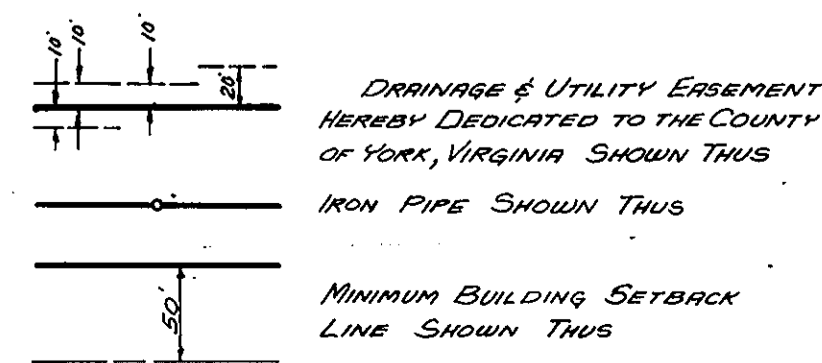 10' 10' 10'
20'
DRAINAGE & UTILITY EASEMENT
HEREBY DEDICATED TO THE COUNTY
OF YORK, VIRGINIA SHOWN THUS
IRON PIPE SHOWN THUS
50'
MINIMUM BUILDING SETBACK
LINE SHOWN THUS